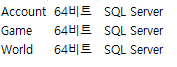 Account 64비트 SQL Server
Game 64비트 SQL Server
World 64비트 SQL Server